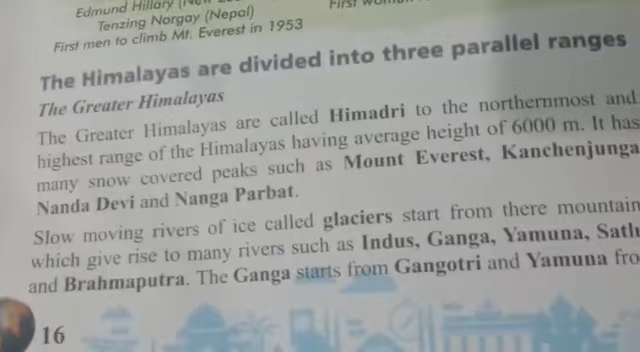 Edmund Hillary
Tenzing Norgay (Nepal)
First men to climb Mt. Everest in 1953
First
The Himalayas are divided into three parallel ranges
The Greater Himalayas
The Greater Himalayas are called Himadri to the northernmost and
highest range of the Himalayas having average height of 6000 m. It has
many snow covered peaks such as Mount Everest, Kanchenjunga
Nanda Devi and Nanga Parbat.
Slow moving rivers of ice called glaciers start from there mountain
which give rise to many rivers such as Indus, Ganga, Yamuna,
and Brahmaputra. The Ganga starts from Gangotri and Yamuna
16